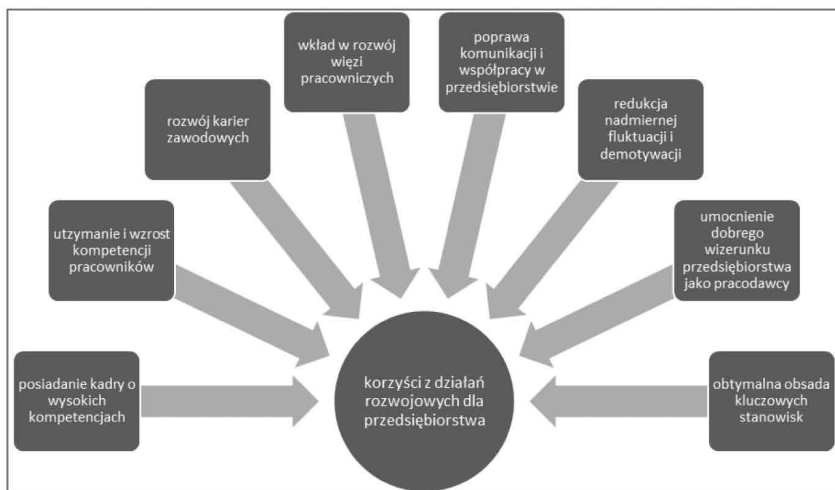 posiadanie kadry o
wysokich
kompetencjach
utzymanie i wzrost
kompetencji
pracowników
rozwój karier
zawodowych
wkład w rozwój
więzi
pracowniczych
poprawa
komunikacji i
współpracy w
przedsiębiorstwie
redukcja
nadmiernej
fluktuacji i
demotywacji
umocnienie
dobrego
wizerunku
przedsiębiorstwa
jako pracodawcy
obtymalna obsada
kluczowych
stanowisk
korzyści z działań
rozwojowych dla
przedsiębiorstwa